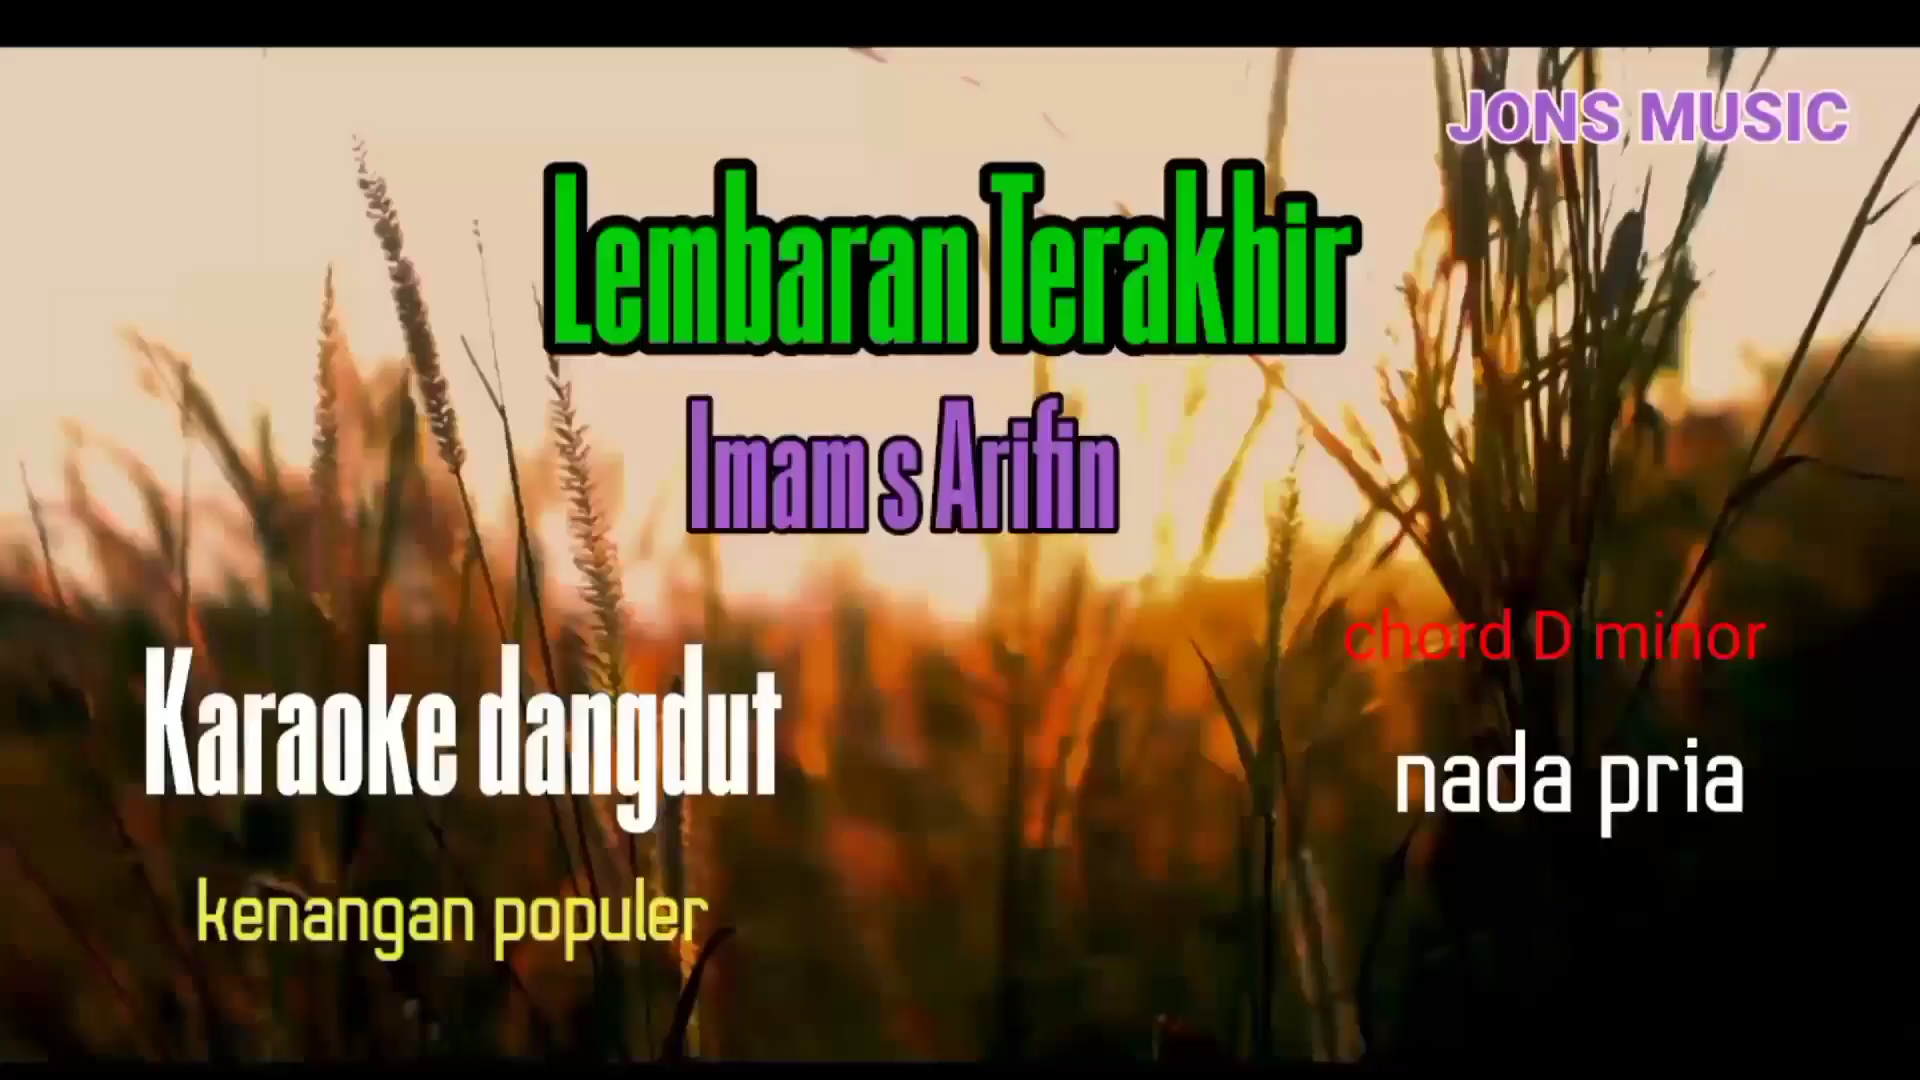 JONS MUSIC
Lembaran Terakhir
Imam s Arifin
chord D minor
Karaoke dangdut
nada pria
kenangan populer